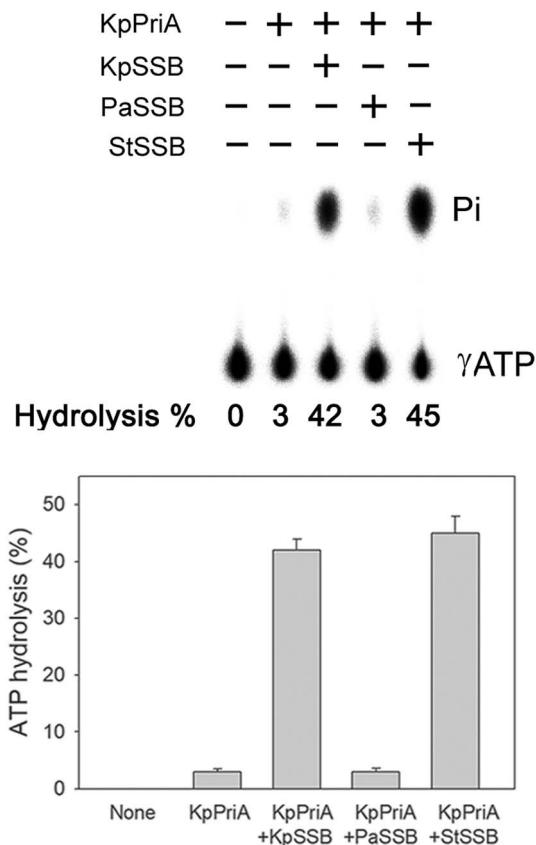 KpPriA − + + + +
KpSSB − − + − −
PaSSB − − − + −
StSSB − − − − +
Pi
γATP
Hydrolysis % 0 3 42 3 45
ATP hydrolysis (%)
50
40
30
20
10
0
None KpPriA KpPriA KpPriA KpPriA
+KpSSB +PaSSB +StSSB